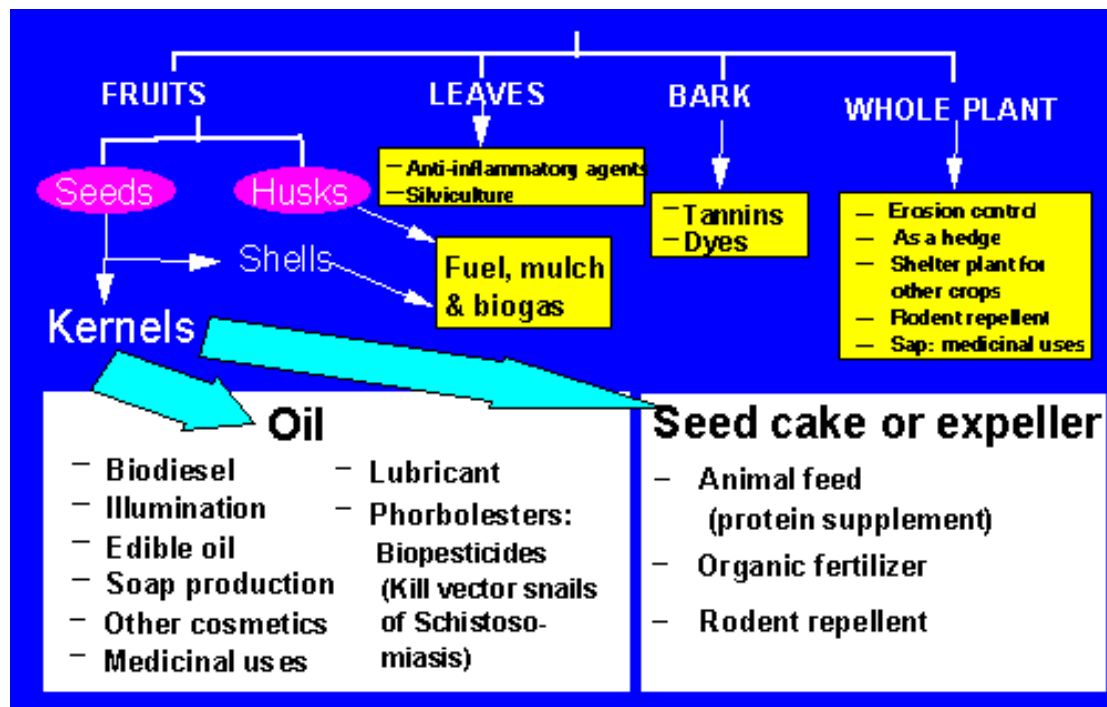 FRUITS
LEAVES
BARK
WHOLE PLANT
Seeds
Husks
Shells
Kernels
– Anti-inflammatory agents
– Silviculture
– Tannins
– Dyes
– Erosion control
– As a hedge
– Shelter plant for
other crops
– Rodent repellent
– Sap: medicinal uses
Fuel, mulch
& biogas
Oil
– Biodiesel
– Illumination
– Edible oil
– Soap production
– Other cosmetics
– Medicinal uses
– Lubricant
– Phorbolesters:
Biopesticides
(Kill vector snails
of Schistoso-
miasis)
Seed cake or expeller
– Animal feed
(protein supplement)
– Organic fertilizer
– Rodent repellent